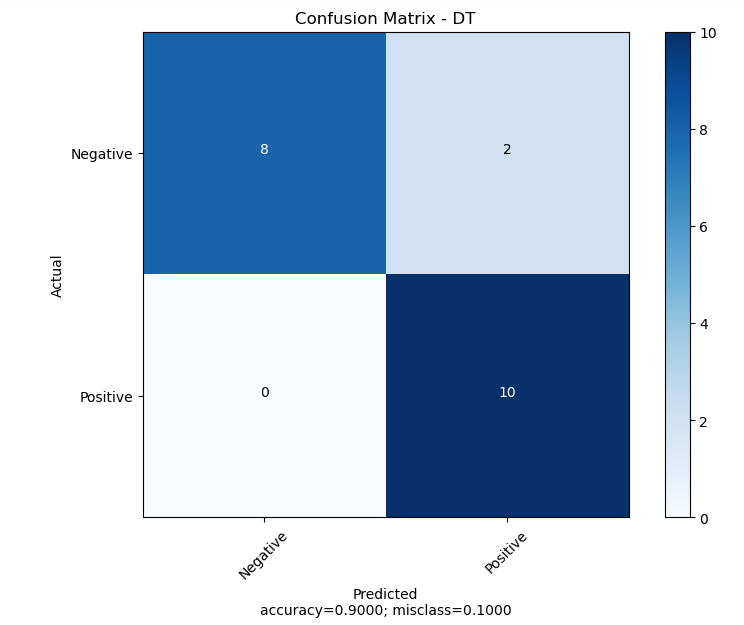 Confusion Matrix - DT
10
8
6
4
2
0
Negative
Positive
Actual
8
2
0
10
Negative
Positive
Predicted
accuracy=0.9000; misclass=0.1000